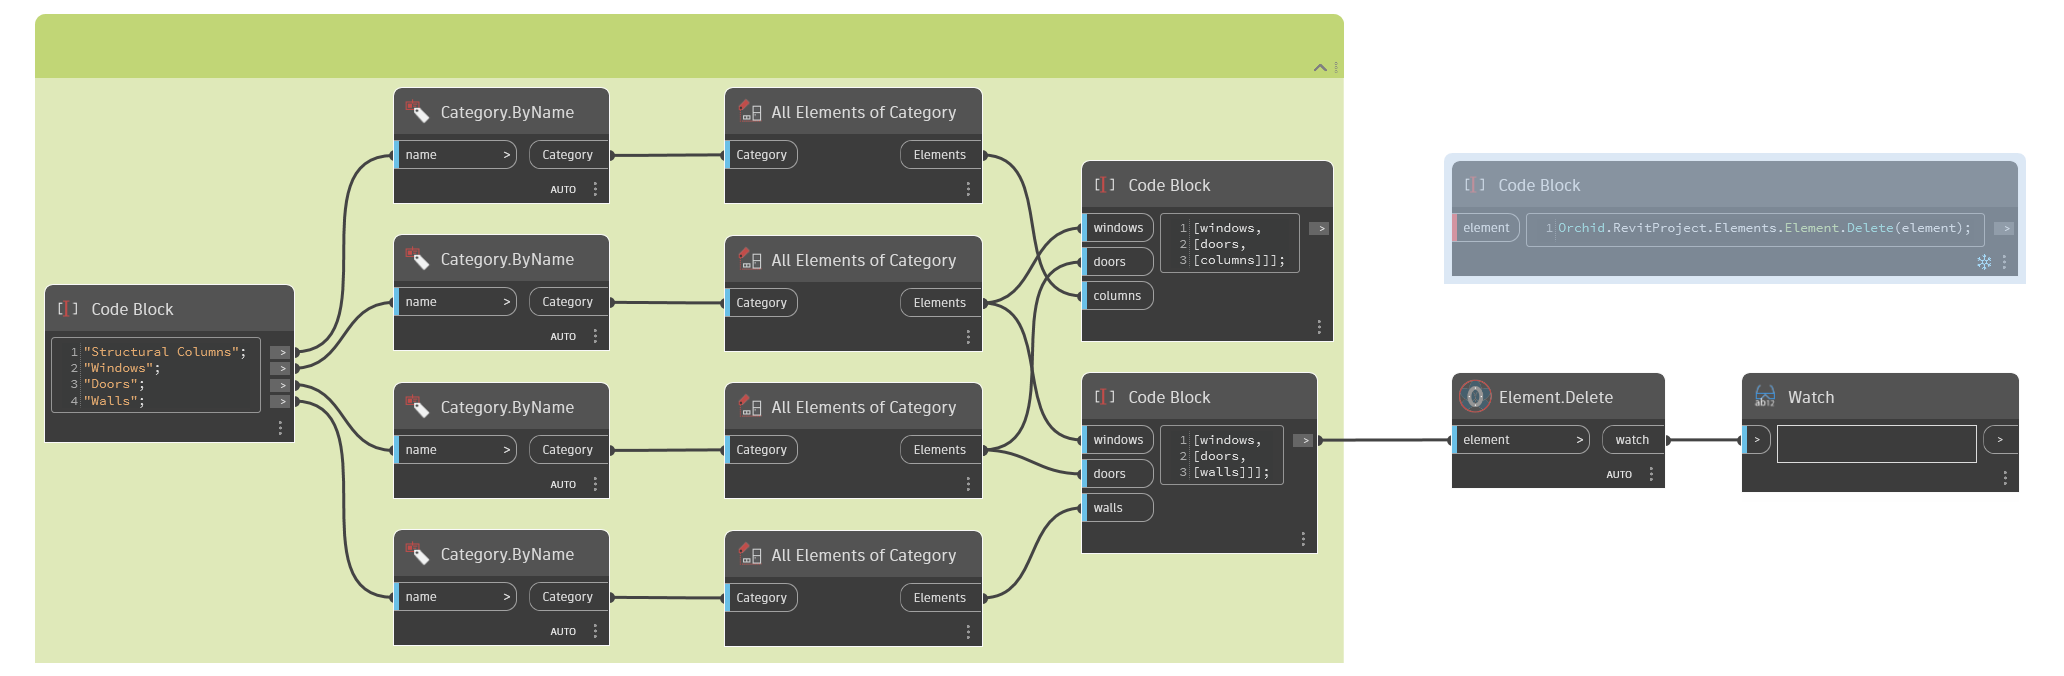 Code Block
1 "Structural Columns"; >
2 "Windows"; >
3 "Doors"; >
4 "Walls"; >
Category.ByName
name > Category
AUTO
Category.ByName
name > Category
AUTO
Category.ByName
name > Category
AUTO
Category.ByName
name > Category
AUTO
All Elements of Category
Category Elements
All Elements of Category
Category Elements
All Elements of Category
Category Elements
All Elements of Category
Category Elements
Code Block
windows 1 [windows, >
2 [doors,
doors 3 [columns]]];
columns
Code Block
windows 1 [windows, >
2 [doors,
doors 3 [walls]]];
walls
Code Block
element 1 Orchid.RevitProject.Elements.Element.Delete(element); >
Element.Delete
element > watch
AUTO
ab12 Watch
> >